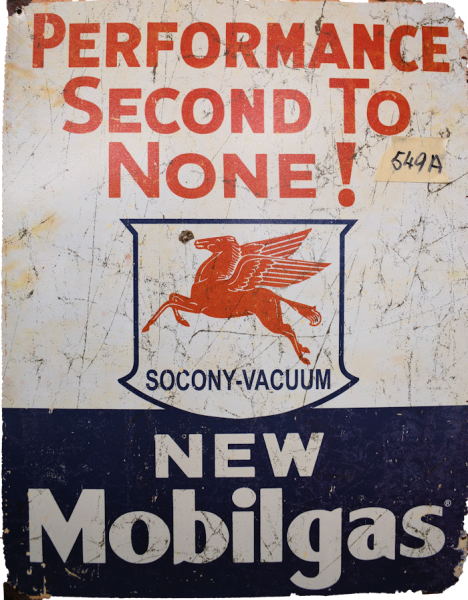 PERFORMANCE
SECOND TO
NONE!
549A
SOCONY-VACUUM
NEW
Mobilgas®